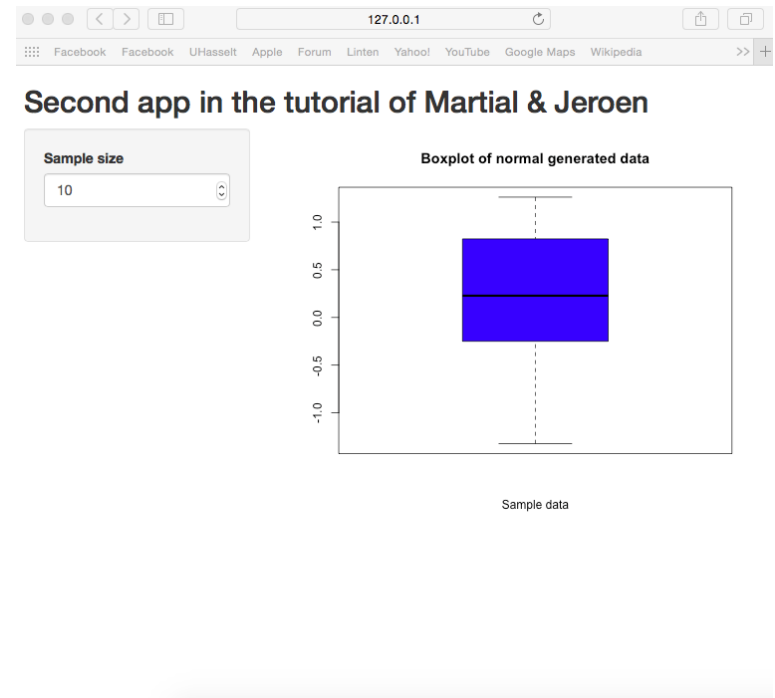 127.0.0.1
Facebook Facebook UHasselt Apple Forum Linten Yahoo! YouTube Google Maps Wikipedia >> +
Second app in the tutorial of Martial & Jeroen
Sample size
10
Boxplot of normal generated data
1.0
0.5
0.0
-0.5
-1.0
Sample data